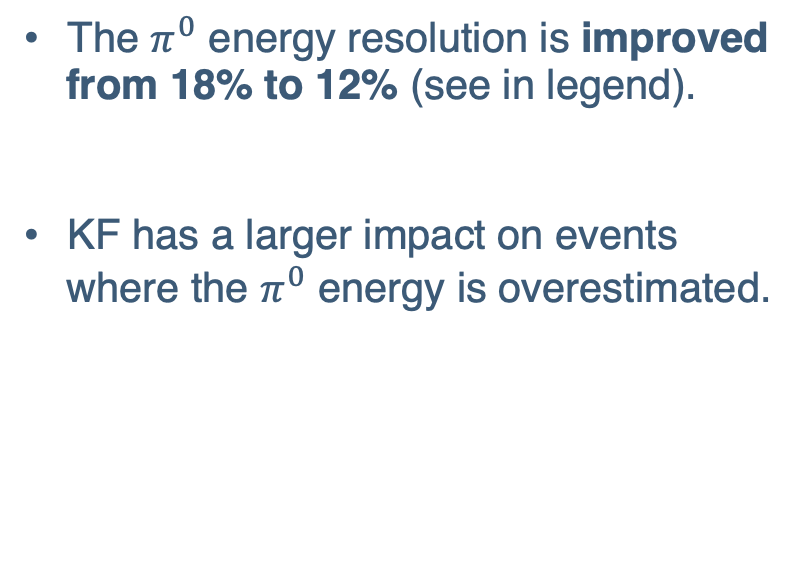 • The π⁰ energy resolution is improved
from 18% to 12% (see in legend).
• KF has a larger impact on events
where the π⁰ energy is overestimated.